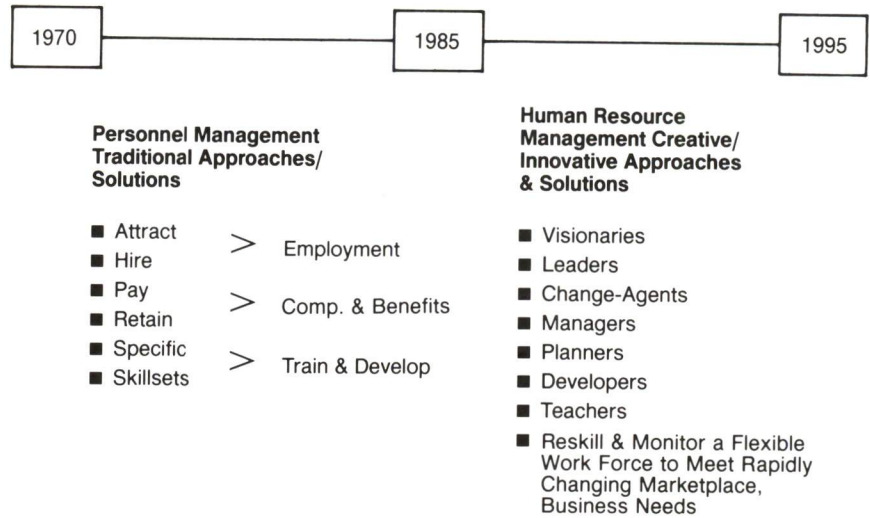 1970
1985
1995
Personnel Management
Traditional Approaches/
Solutions
■ Attract
■ Hire
> Employment
■ Pay
■ Retain
> Comp. & Benefits
■ Specific
■ Skillsets
> Train & Develop
Human Resource
Management Creative/
Innovative Approaches
& Solutions
■ Visionaries
■ Leaders
■ Change-Agents
■ Managers
■ Planners
■ Developers
■ Teachers
■ Reskill & Monitor a Flexible
Work Force to Meet Rapidly
Changing Marketplace,
Business Needs